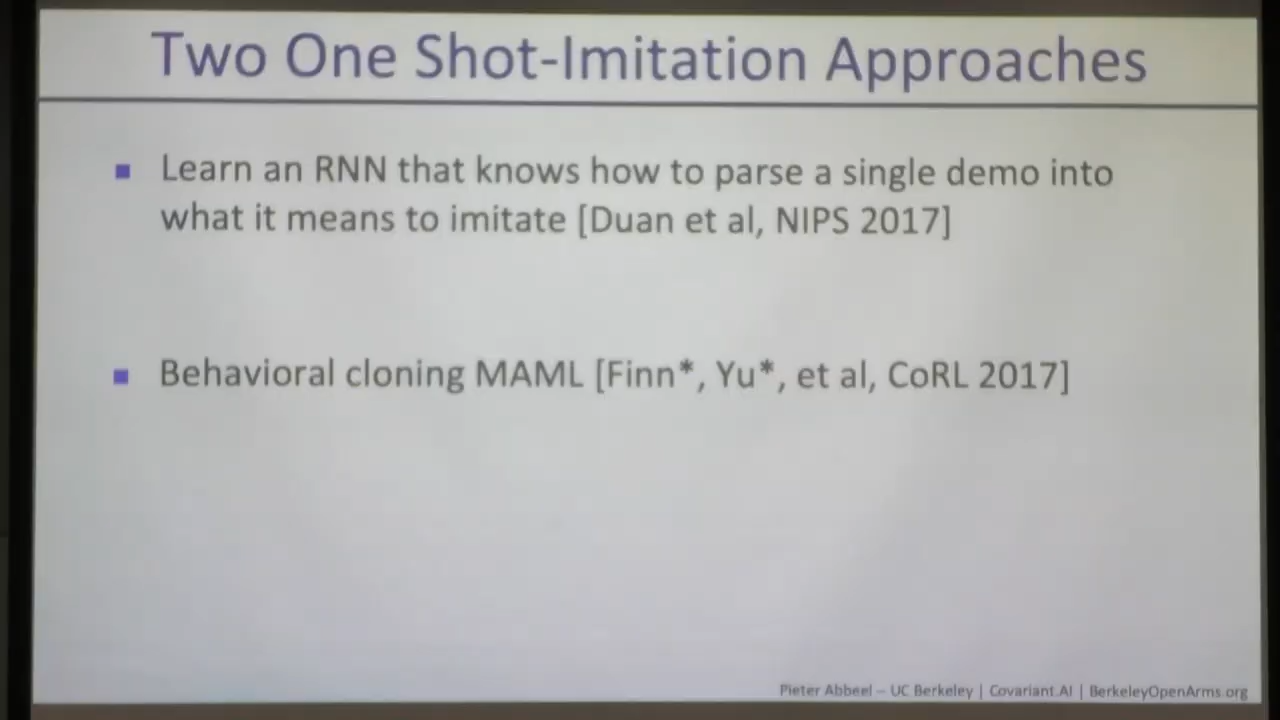 Two One Shot-Imitation Approaches
Learn an RNN that knows how to parse a single demo into
what it means to imitate [Duan et al, NIPS 2017]
Behavioral cloning MAML [Finn*, Yu*, et al, CoRL 2017]
Pieter Abbeel – UC Berkeley | Covariant.AI | BerkeleyOpenArms.org